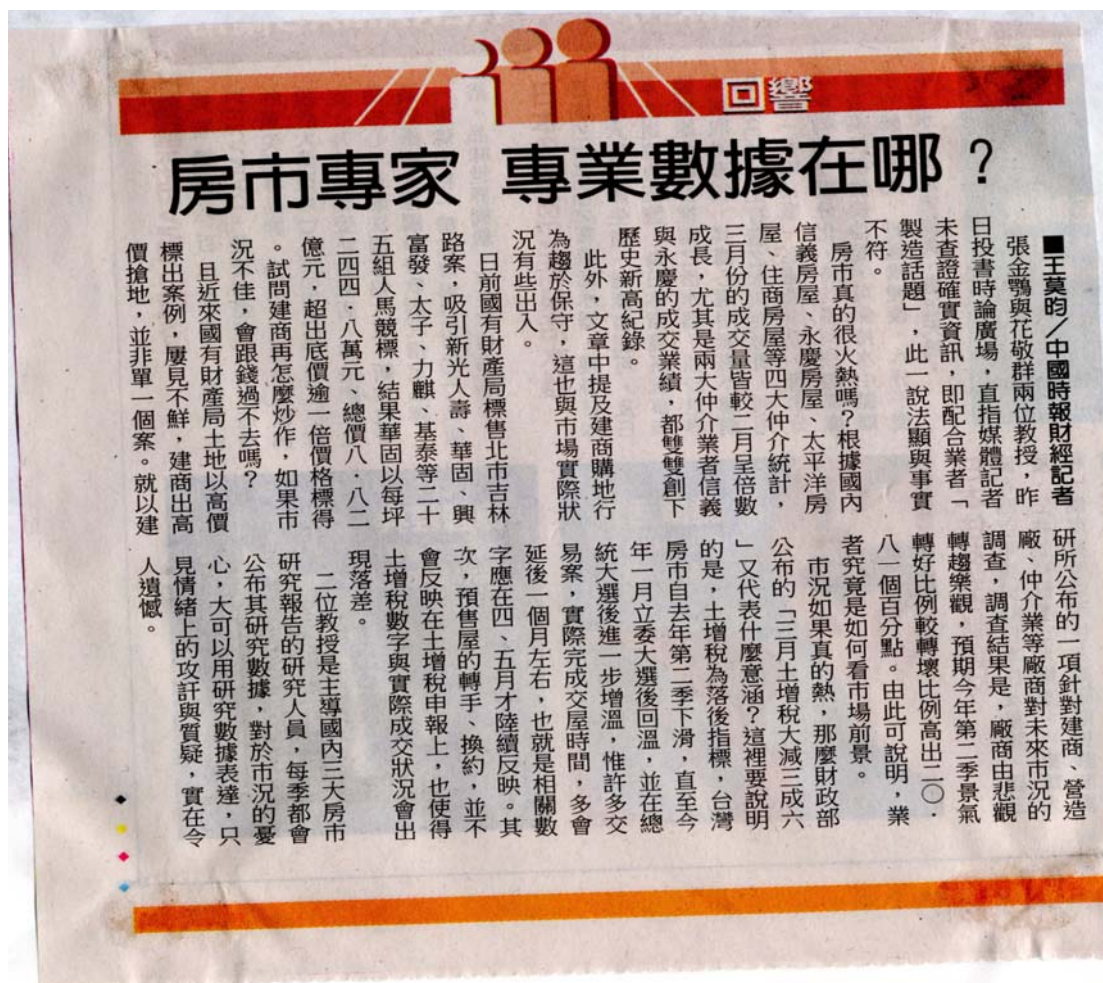 回響
房市專家 專業數據在哪？
■王莫昀／中國時報財經記者
張金鶚與花敬群兩位教授，昨
日投書時論廣場，直指媒體記者
未查證確實資訊，即配合業者「
製造話題」，此一說法顯與事實
不符。
房市真的很火熱嗎？根據國內
信義房屋、永慶房屋、太平洋房
屋、住商房屋等四大仲介統計，
三月份的成交量皆較二月呈倍數
成長，尤其是兩大仲介業者信義
與永慶的成交業績，都雙雙創下
歷史新高紀錄。
此外，文章中提及建商購地行
為趨於保守，這也與市場實際狀
況有些出入。
日前國有財產局標售北市吉林
路案，吸引新光人壽、華固、興
富發、太子、力麒、基泰等二十
五組人馬競標，結果華固以每坪
二四四．八萬元、總價八．八二
億元，超出底價逾一倍價格標得
。試問建商再怎麼炒作，如果市
況不佳，會跟錢過不去嗎？
且近來國有財產局土地以高價
標出案例，屢見不鮮，建商出高
價搶地，並非單一個案。就以建
研所公布的一項針對建商、營造
廠、仲介業等廠商對未來市況的
調查，調查結果是，廠商由悲觀
轉趨樂觀，預期今年第二季景氣
轉好比例較轉壞比例高出二〇．
八一個百分點。由此可說明，業
者究竟是如何看市場前景。
市況如果真的熱，那麼財政部
公布的「三月土增稅大減三成六
」又代表什麼意涵？這裡要說明
的是，土增稅為落後指標，台灣
房市自去年第二季下滑，直至今
年一月立委大選後回溫，並在總
統大選後進一步增溫，惟許多交
易案，實際完成交屋時間，多會
延後一個月左右，也就是相關數
字應在四、五月才陸續反映。其
次，預售屋的轉手、換約，並不
會反映在土增稅申報上，也使得
土增稅數字與實際成交狀況會出
現落差。
二位教授是主導國內三大房市
研究報告的研究人員，每季都會
公布其研究數據，對於市況的憂
心，大可以用研究數據表達，只
見情緒上的攻訐與質疑，實在令
人遺憾。